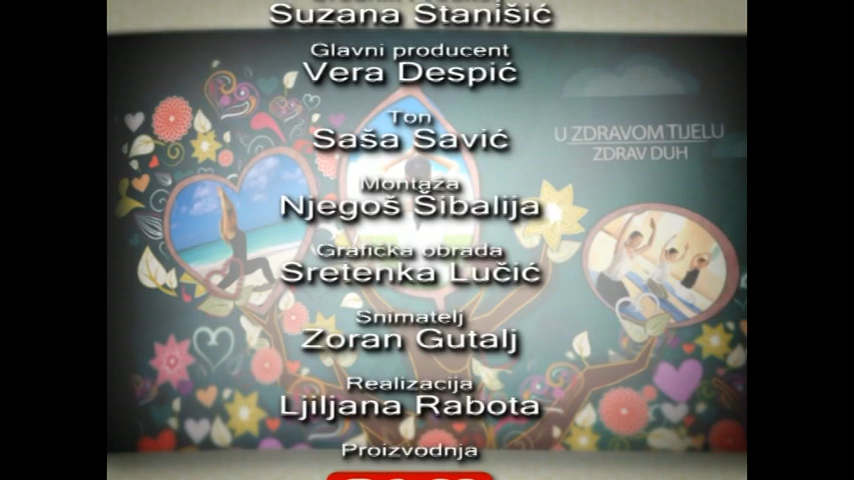 Suzana Stanišić
Glavni producent
Vera Despić
Ton
Saša Savić
Montaža
Njegoš Šibalija
Grafička obrada
Sretenka Lučić
Snimatelj
Zoran Gutalj
Realizacija
Ljiljana Rabota
Proizvodnja
U ZDRAVOM TIJELU
ZDRAV DUH